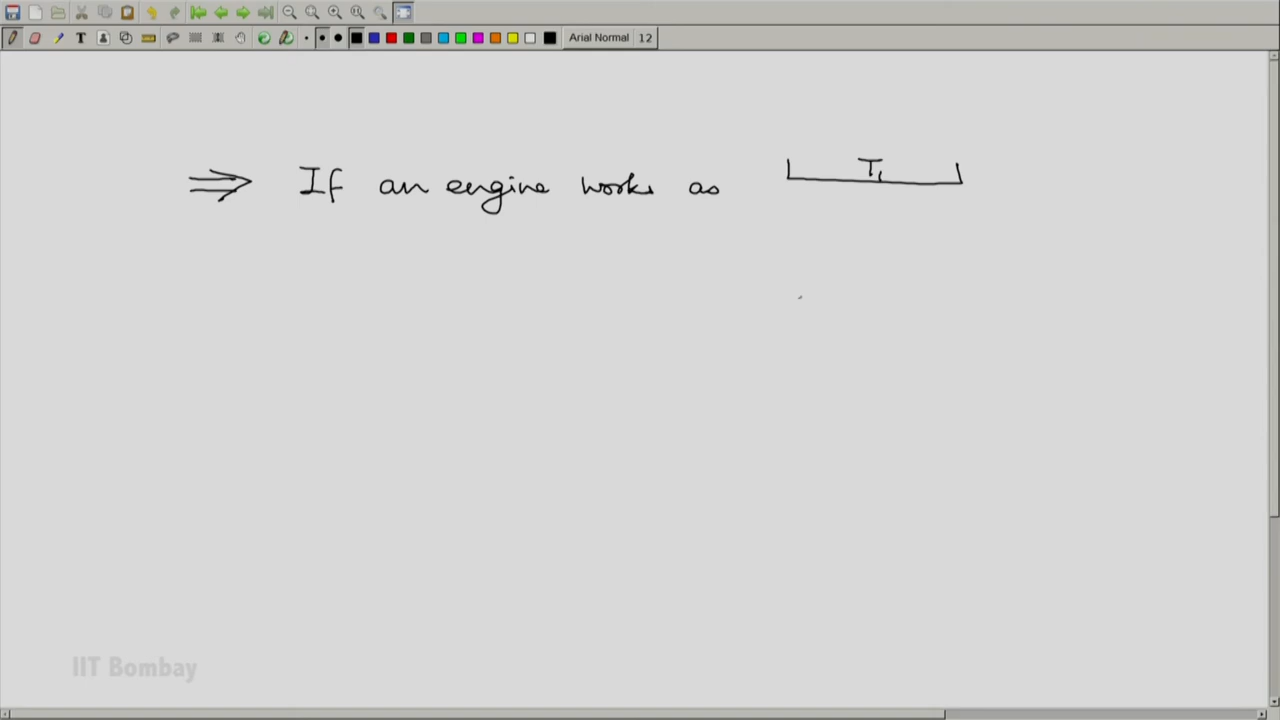 Arial Normal 12
⇒ If an engine works as T₁
IIT Bombay